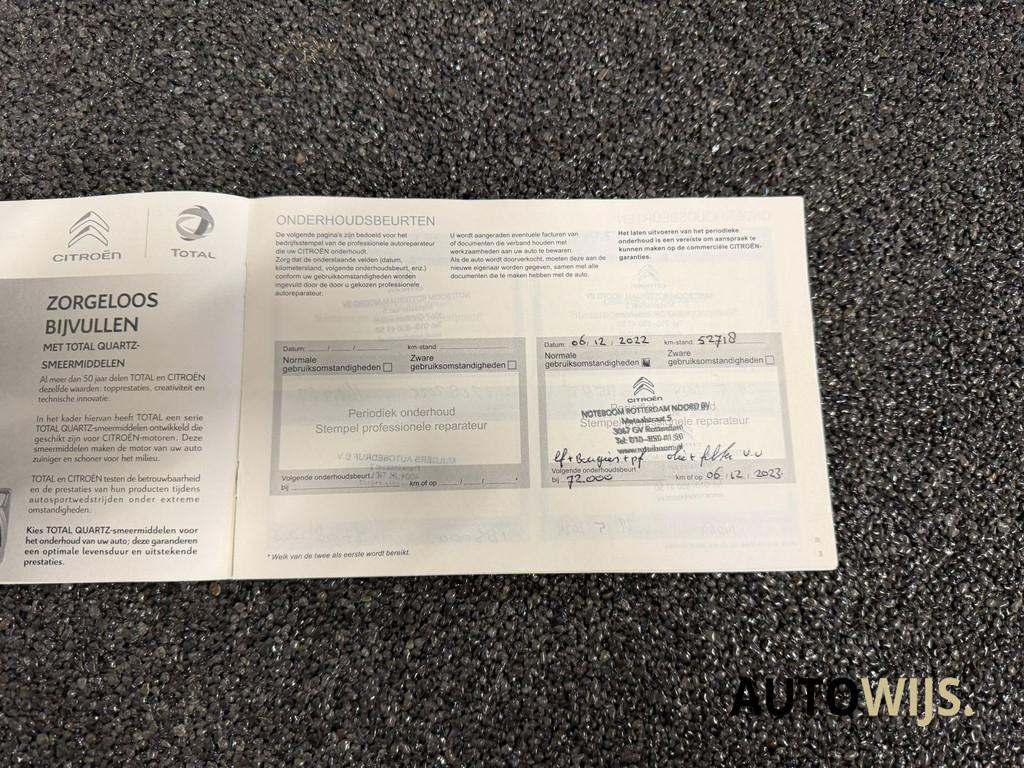 CITROËN
TOTAL
ZORGELOOS
BIJVULLEN
MET TOTAL QUARTZ-
SMEERMIDDELEN
Al meer dan 50 jaar delen TOTAL en CITROËN
dezelfde waarden: topprestaties, creativiteit en
technische innovatie.
In het kader hiervan heeft TOTAL een serie
TOTAL QUARTZ-smeermiddelen ontwikkeld die
geschikt zijn voor CITROËN-motoren. Deze
smeermiddelen maken de motor van uw auto
zuiniger en schoner voor het milieu.
TOTAL en CITROËN testen de betrouwbaarheid
en de prestaties van hun producten tijdens
autosportwedstrijden onder extreme
omstandigheden.
Kies TOTAL QUARTZ-smeermiddelen voor
het onderhoud van uw auto; deze garanderen
een optimale levensduur en uitstekende
prestaties.
ONDERHOUDSBEURTEN
De volgende pagina's zijn bedoeld voor het
bedrijfsstempel van de professionele autoreparateur
die uw CITROËN onderhoudt.
Zorg dat de onderstaande velden (datum,
kilometerstand, volgende onderhoudsbeurt, enz.)
conform uw gebruiksomstandigheden worden
ingevuld door de door u gekozen professionele
autoreparateur.
U wordt aangeraden eventuele facturen van
of documenten die verband houden met
werkzaamheden aan uw auto te bewaren.
Als de auto wordt doorverkocht, moeten deze aan de
nieuwe eigenaar worden gegeven, samen met alle
documenten die te maken hebben met de auto.
Het laten uitvoeren van het periodieke
onderhoud is een vereiste om aanspraak te
kunnen maken op de commerciële CITROËN-
garanties.
Datum: / / km-stand:
Normale
gebruiksomstandigheden
Zware
gebruiksomstandigheden
Periodiek onderhoud
Stempel professionele reparateur
Volgende onderhoudsbeurt
bij km of op / / *
Datum: 06, 12, 2022 km-stand: 52718
Normale
gebruiksomstandigheden
Zware
gebruiksomstandigheden
CITROËN
NOTEBOOM ROTTERDAM NOORD BV
Metaalstraat 5
3067 GV Rotterdam
Tel: 010-
Volgende onderhoudsbeurt
bij 72.000 km of op 06, 12, 2023
* Welk van de twee als eerste wordt bereikt.
3
AUTOWIJS.